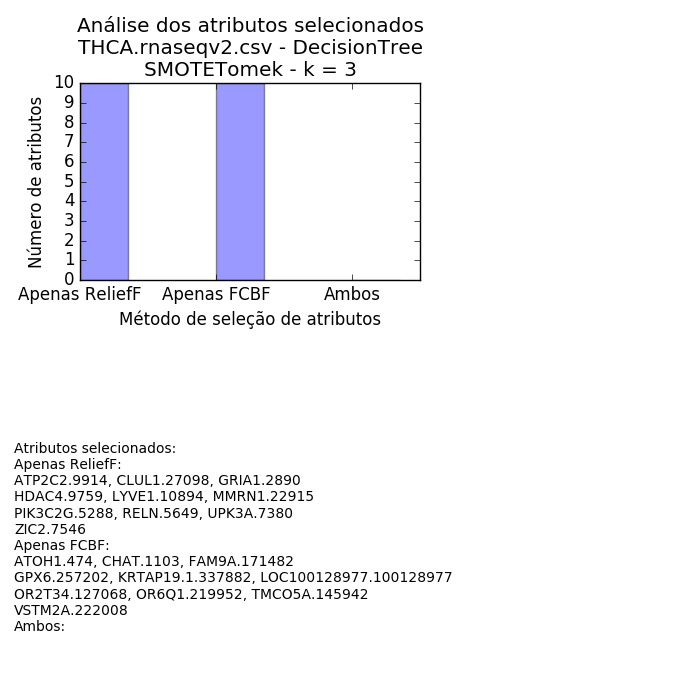 Análise dos atributos selecionados
THCA.rnaseqv2.csv - DecisionTree
SMOTETomek - k = 3
10
9
8
7
6
5
4
3
2
1
0
Número de atributos
Apenas ReliefF Apenas FCBF Ambos
Método de seleção de atributos
Atributos selecionados:
Apenas ReliefF:
ATP2C2.9914, CLUL1.27098, GRIA1.2890
HDAC4.9759, LYVE1.10894, MMRN1.22915
PIK3C2G.5288, RELN.5649, UPK3A.7380
ZIC2.7546
Apenas FCBF:
ATOH1.474, CHAT.1103, FAM9A.171482
GPX6.257202, KRTAP19.1.337882, LOC100128977.100128977
OR2T34.127068, OR6Q1.219952, TMCO5A.145942
VSTM2A.222008
Ambos: